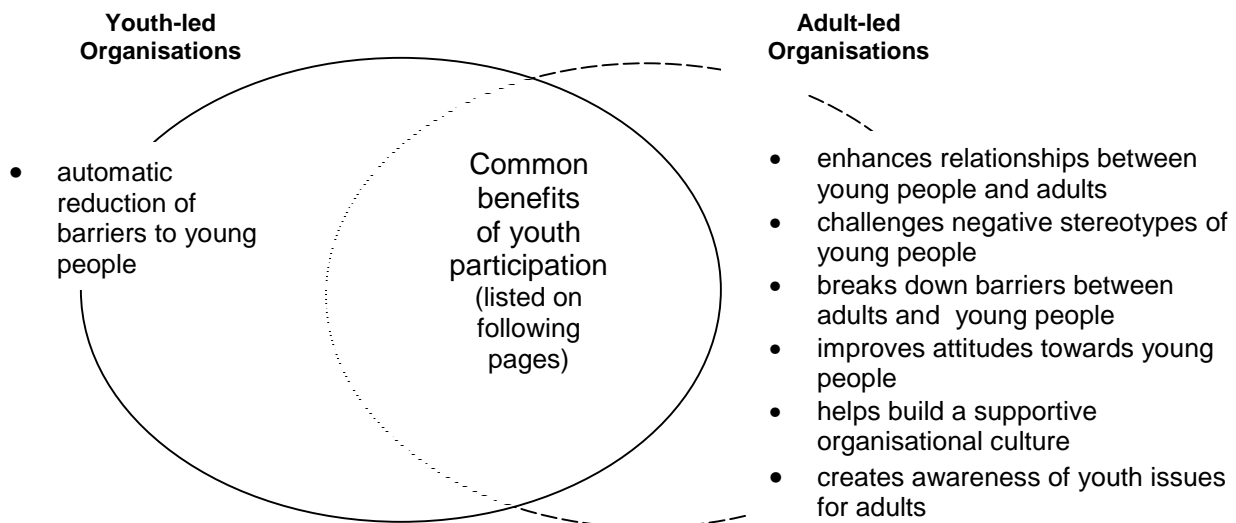 Youth-led
Organisations
Adult-led
Organisations
• automatic
reduction of
barriers to young
people
Common
benefits
of youth
participation
(listed on
following
pages)
• enhances relationships between
young people and adults
• challenges negative stereotypes of
young people
• breaks down barriers between
adults and young people
• improves attitudes towards young
people
• helps build a supportive
organisational culture
• creates awareness of youth issues
for adults